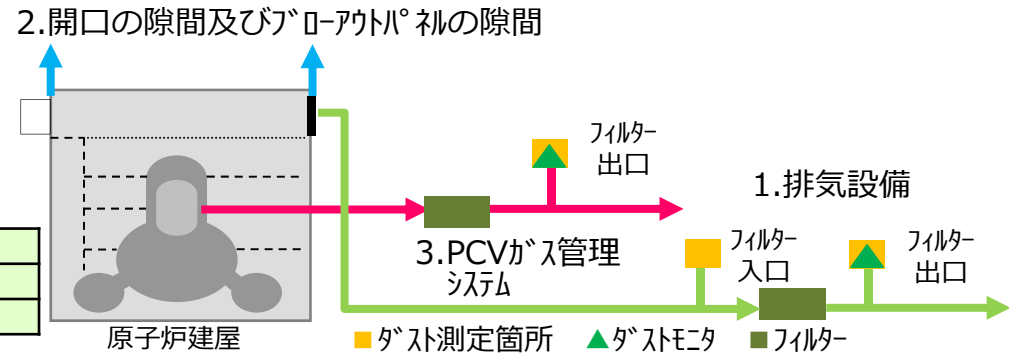 2.開口の隙間及びﾌﾞﾛｰｱｳﾄﾊﾟﾈﾙの隙間
ﾌｨﾙﾀｰ
出口
1.排気設備
3.PCVｶﾞｽ管理
ｼｽﾃﾑ
ﾌｨﾙﾀｰ
入口
ﾌｨﾙﾀｰ
出口
原子炉建屋
■ﾀﾞｽﾄ測定箇所 ▲ﾀﾞｽﾄﾓﾆﾀ ■ﾌｨﾙﾀｰ